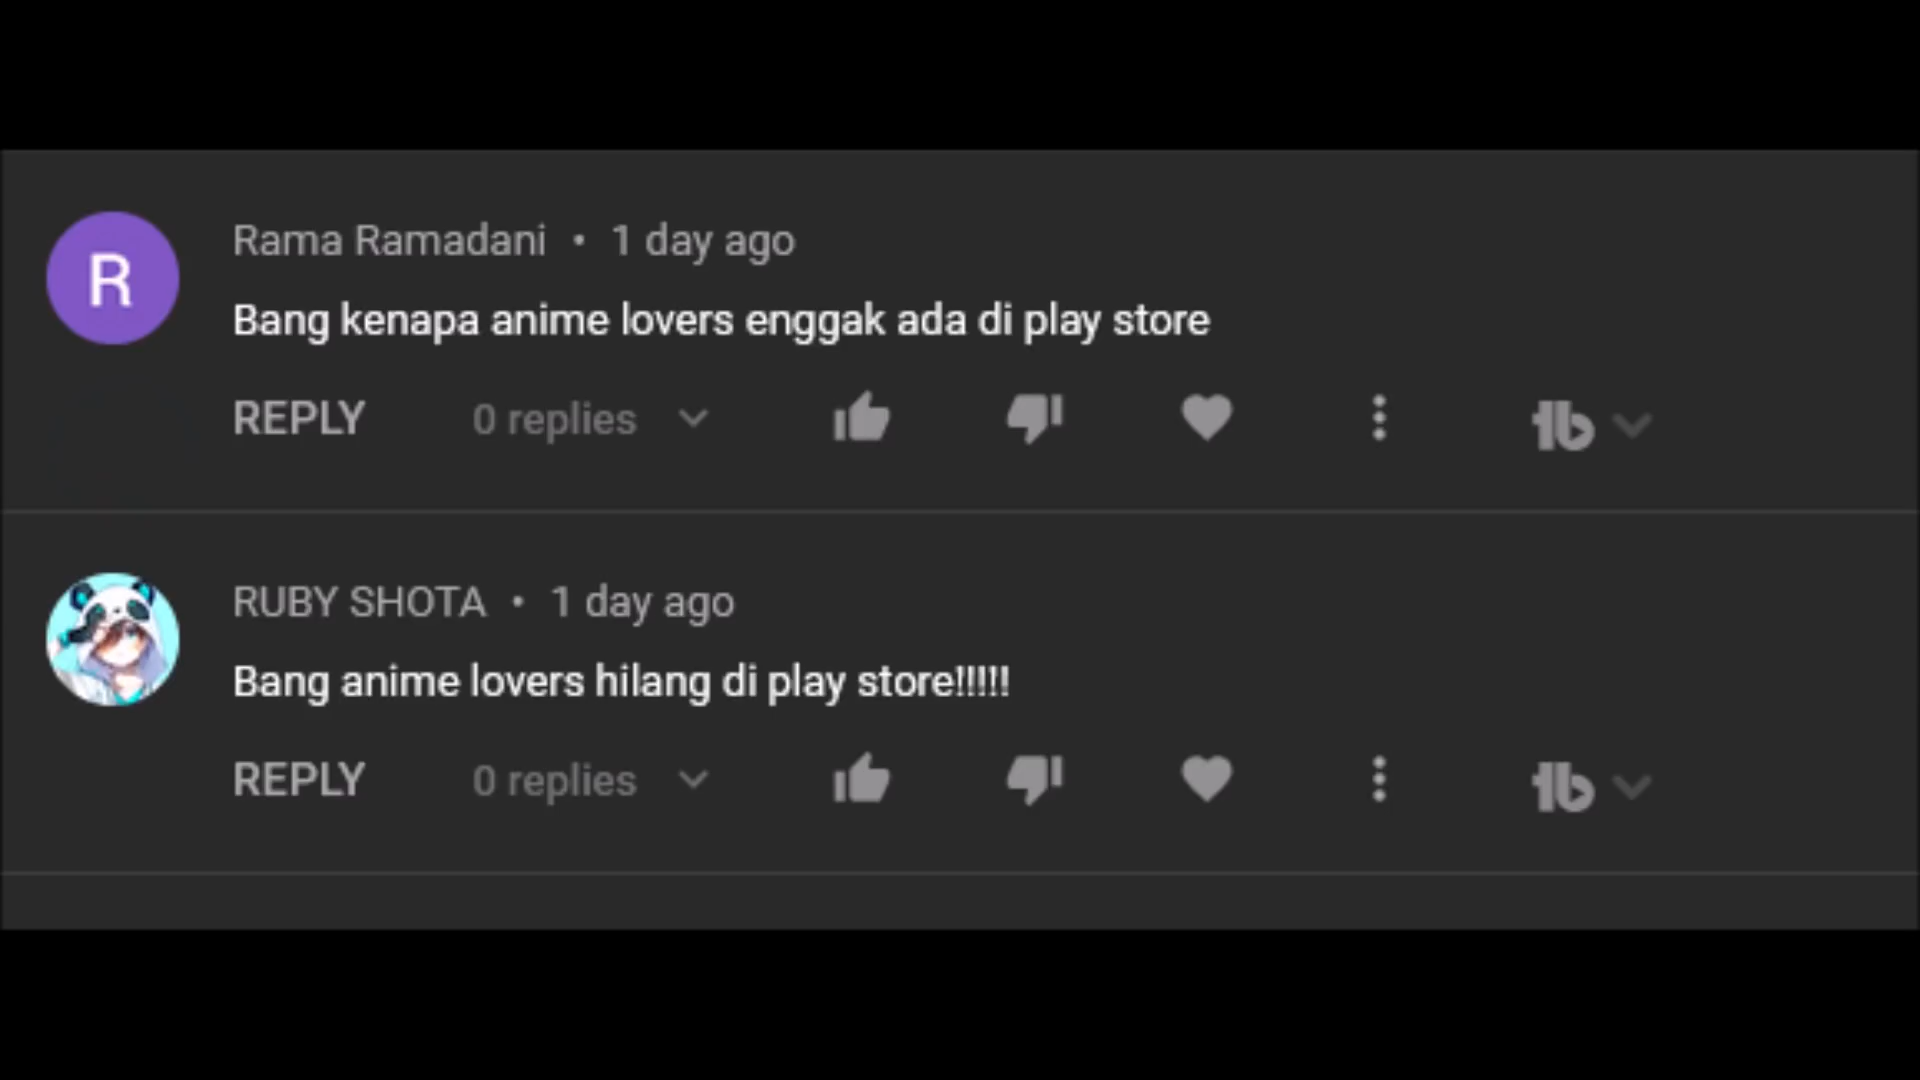 R
Rama Ramadani • 1 day ago
Bang kenapa anime lovers enggak ada di play store
REPLY 0 replies
RUBY SHOTA • 1 day ago
Bang anime lovers hilang di play store!!!!!
REPLY 0 replies